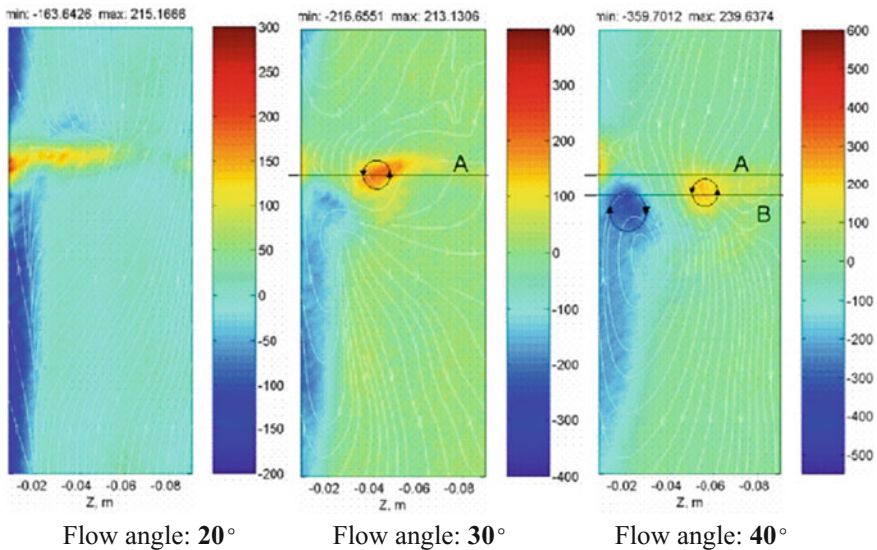 min: -163.6426 max: 215.1666
300
250
200
150
100
50
0
-50
-100
-150
-200
-0.02 -0.04 -0.06 -0.08
Z, m
Flow angle: 20°
min: -216.6551 max: 213.1306
A
400
300
200
100
0
-100
-200
-300
-400
-0.02 -0.04 -0.06 -0.08
Z, m
Flow angle: 30°
min: -359.7012 max: 239.6374
A
B
600
500
400
300
200
100
0
-100
-200
-300
-400
-500
-0.02 -0.04 -0.06 -0.08
Z, m
Flow angle: 40°